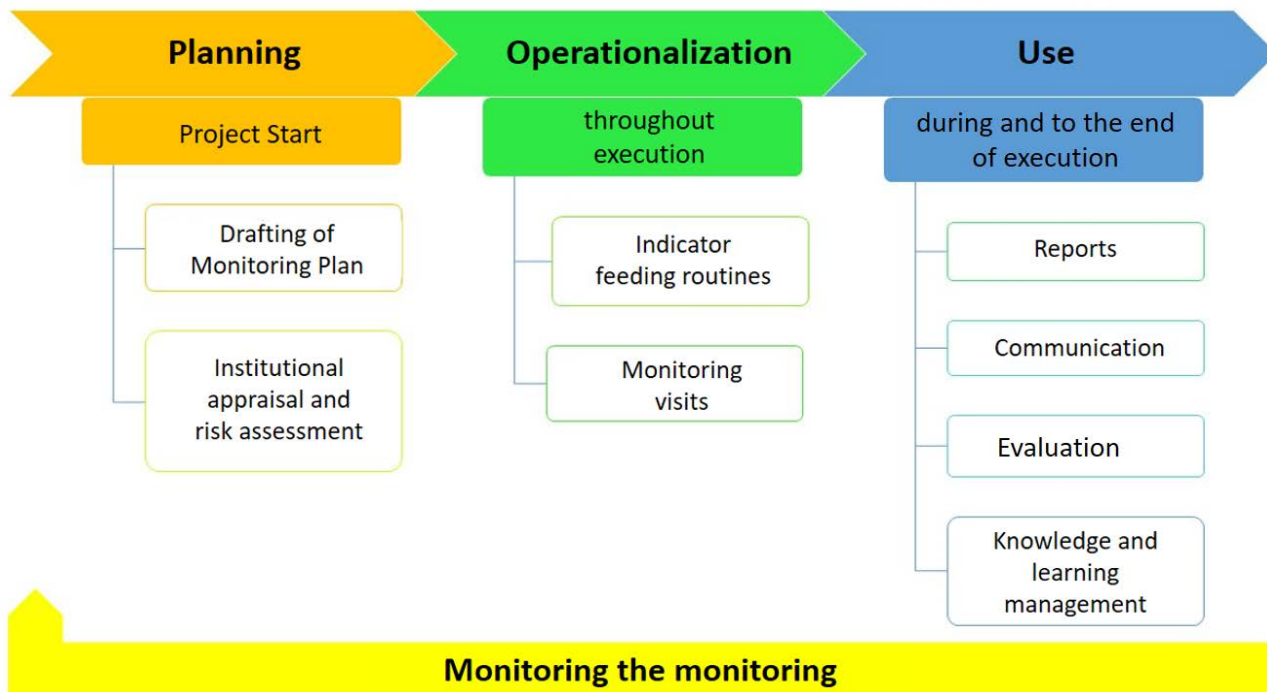 Planning
Operationalization
Use
Project Start
throughout
execution
during and to the end
of execution
Drafting of
Monitoring Plan
Institutional
appraisal and
risk assessment
Indicator
feeding routines
Monitoring
visits
Reports
Communication
Evaluation
Knowledge and
learning
management
Monitoring the monitoring